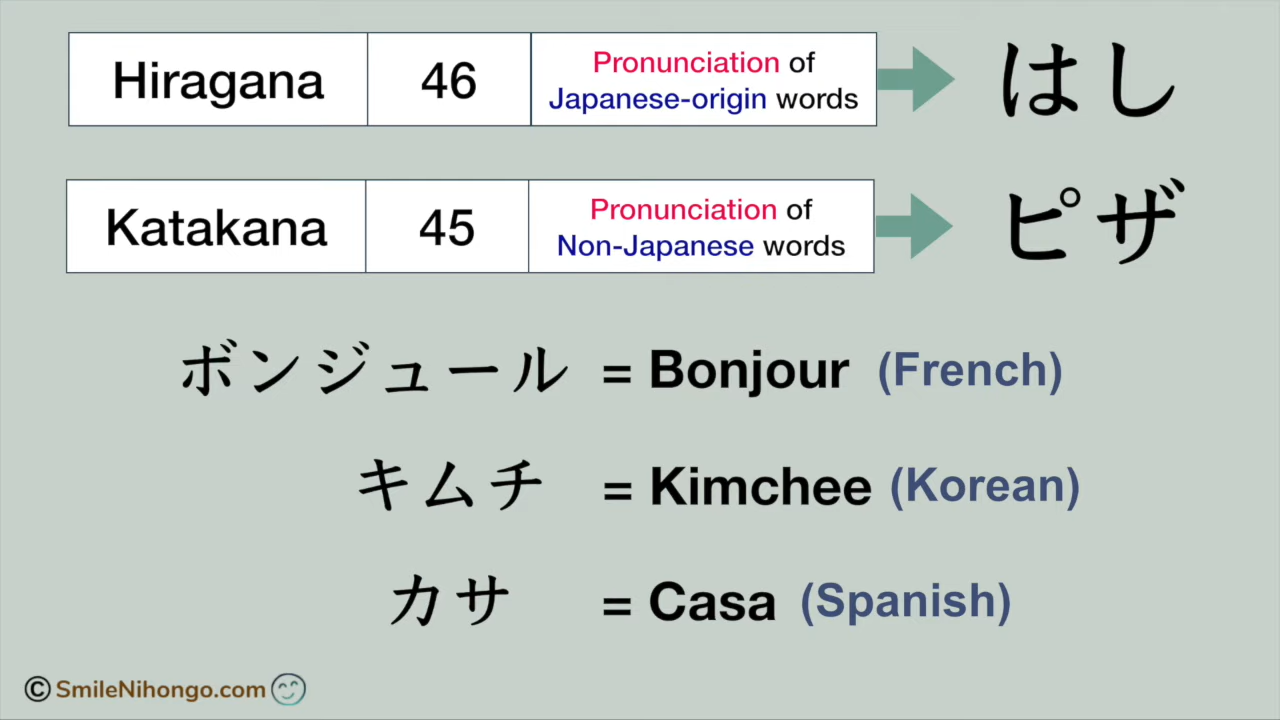 Hiragana 46 Pronunciation of
Japanese-origin words はし
Katakana 45 Pronunciation of
Non-Japanese words ピザ
ボンジュール = Bonjour (French)
キムチ = Kimchee (Korean)
カサ = Casa (Spanish)
© SmileNihongo.com